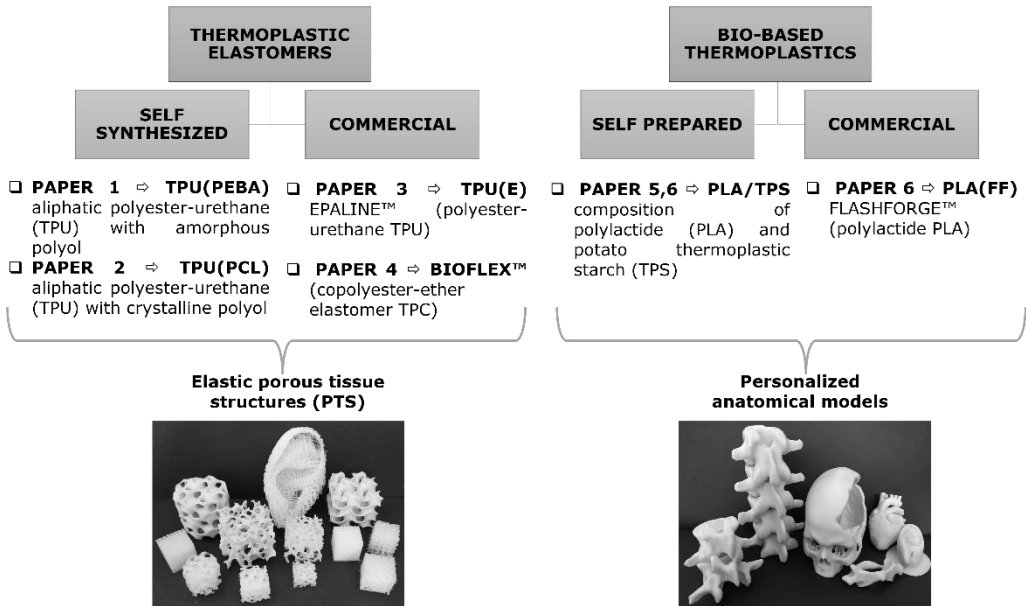 THERMOPLASTIC
ELASTOMERS
SELF
SYNTHESIZED
COMMERCIAL
❑ PAPER 1 ⇨ TPU(PEBA)
aliphatic polyester-urethane
(TPU) with amorphous
polyol
❑ PAPER 2 ⇨ TPU(PCL)
aliphatic polyester-urethane
(TPU) with crystalline polyol
❑ PAPER 3 ⇨ TPU(E)
EPALINE™ (polyester-
urethane TPU)
❑ PAPER 4 ⇨ BIOFLEX™
(copolyester-ether
elastomer TPC)
Elastic porous tissue
structures (PTS)
BIO-BASED
THERMOPLASTICS
SELF PREPARED
COMMERCIAL
❑ PAPER 5,6 ⇨ PLA/TPS
composition of
polylactide (PLA) and
potato thermoplastic
starch (TPS)
❑ PAPER 6 ⇨ PLA(FF)
FLASHFORGE™
(polylactide PLA)
Personalized
anatomical models